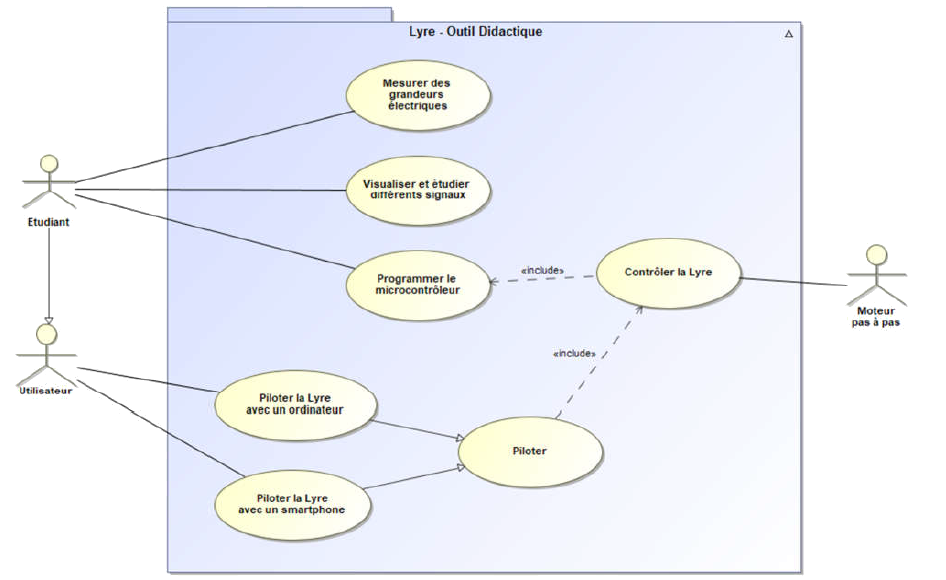 Lyre - Outil Didactique
Mesurer des
grandeurs
électriques
Visualiser et étudier
différents signaux
Etudiant
Programmer le
microcontrôleur
«include»
Contrôler la Lyre
Moteur
pas à pas
«include»
Utilisateur
Piloter la Lyre
avec un ordinateur
Piloter
Piloter la Lyre
avec un smartphone